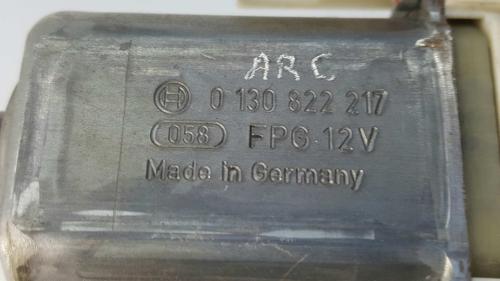 ARC
0 130 822 217
058 FPG 12V
Made in Germany